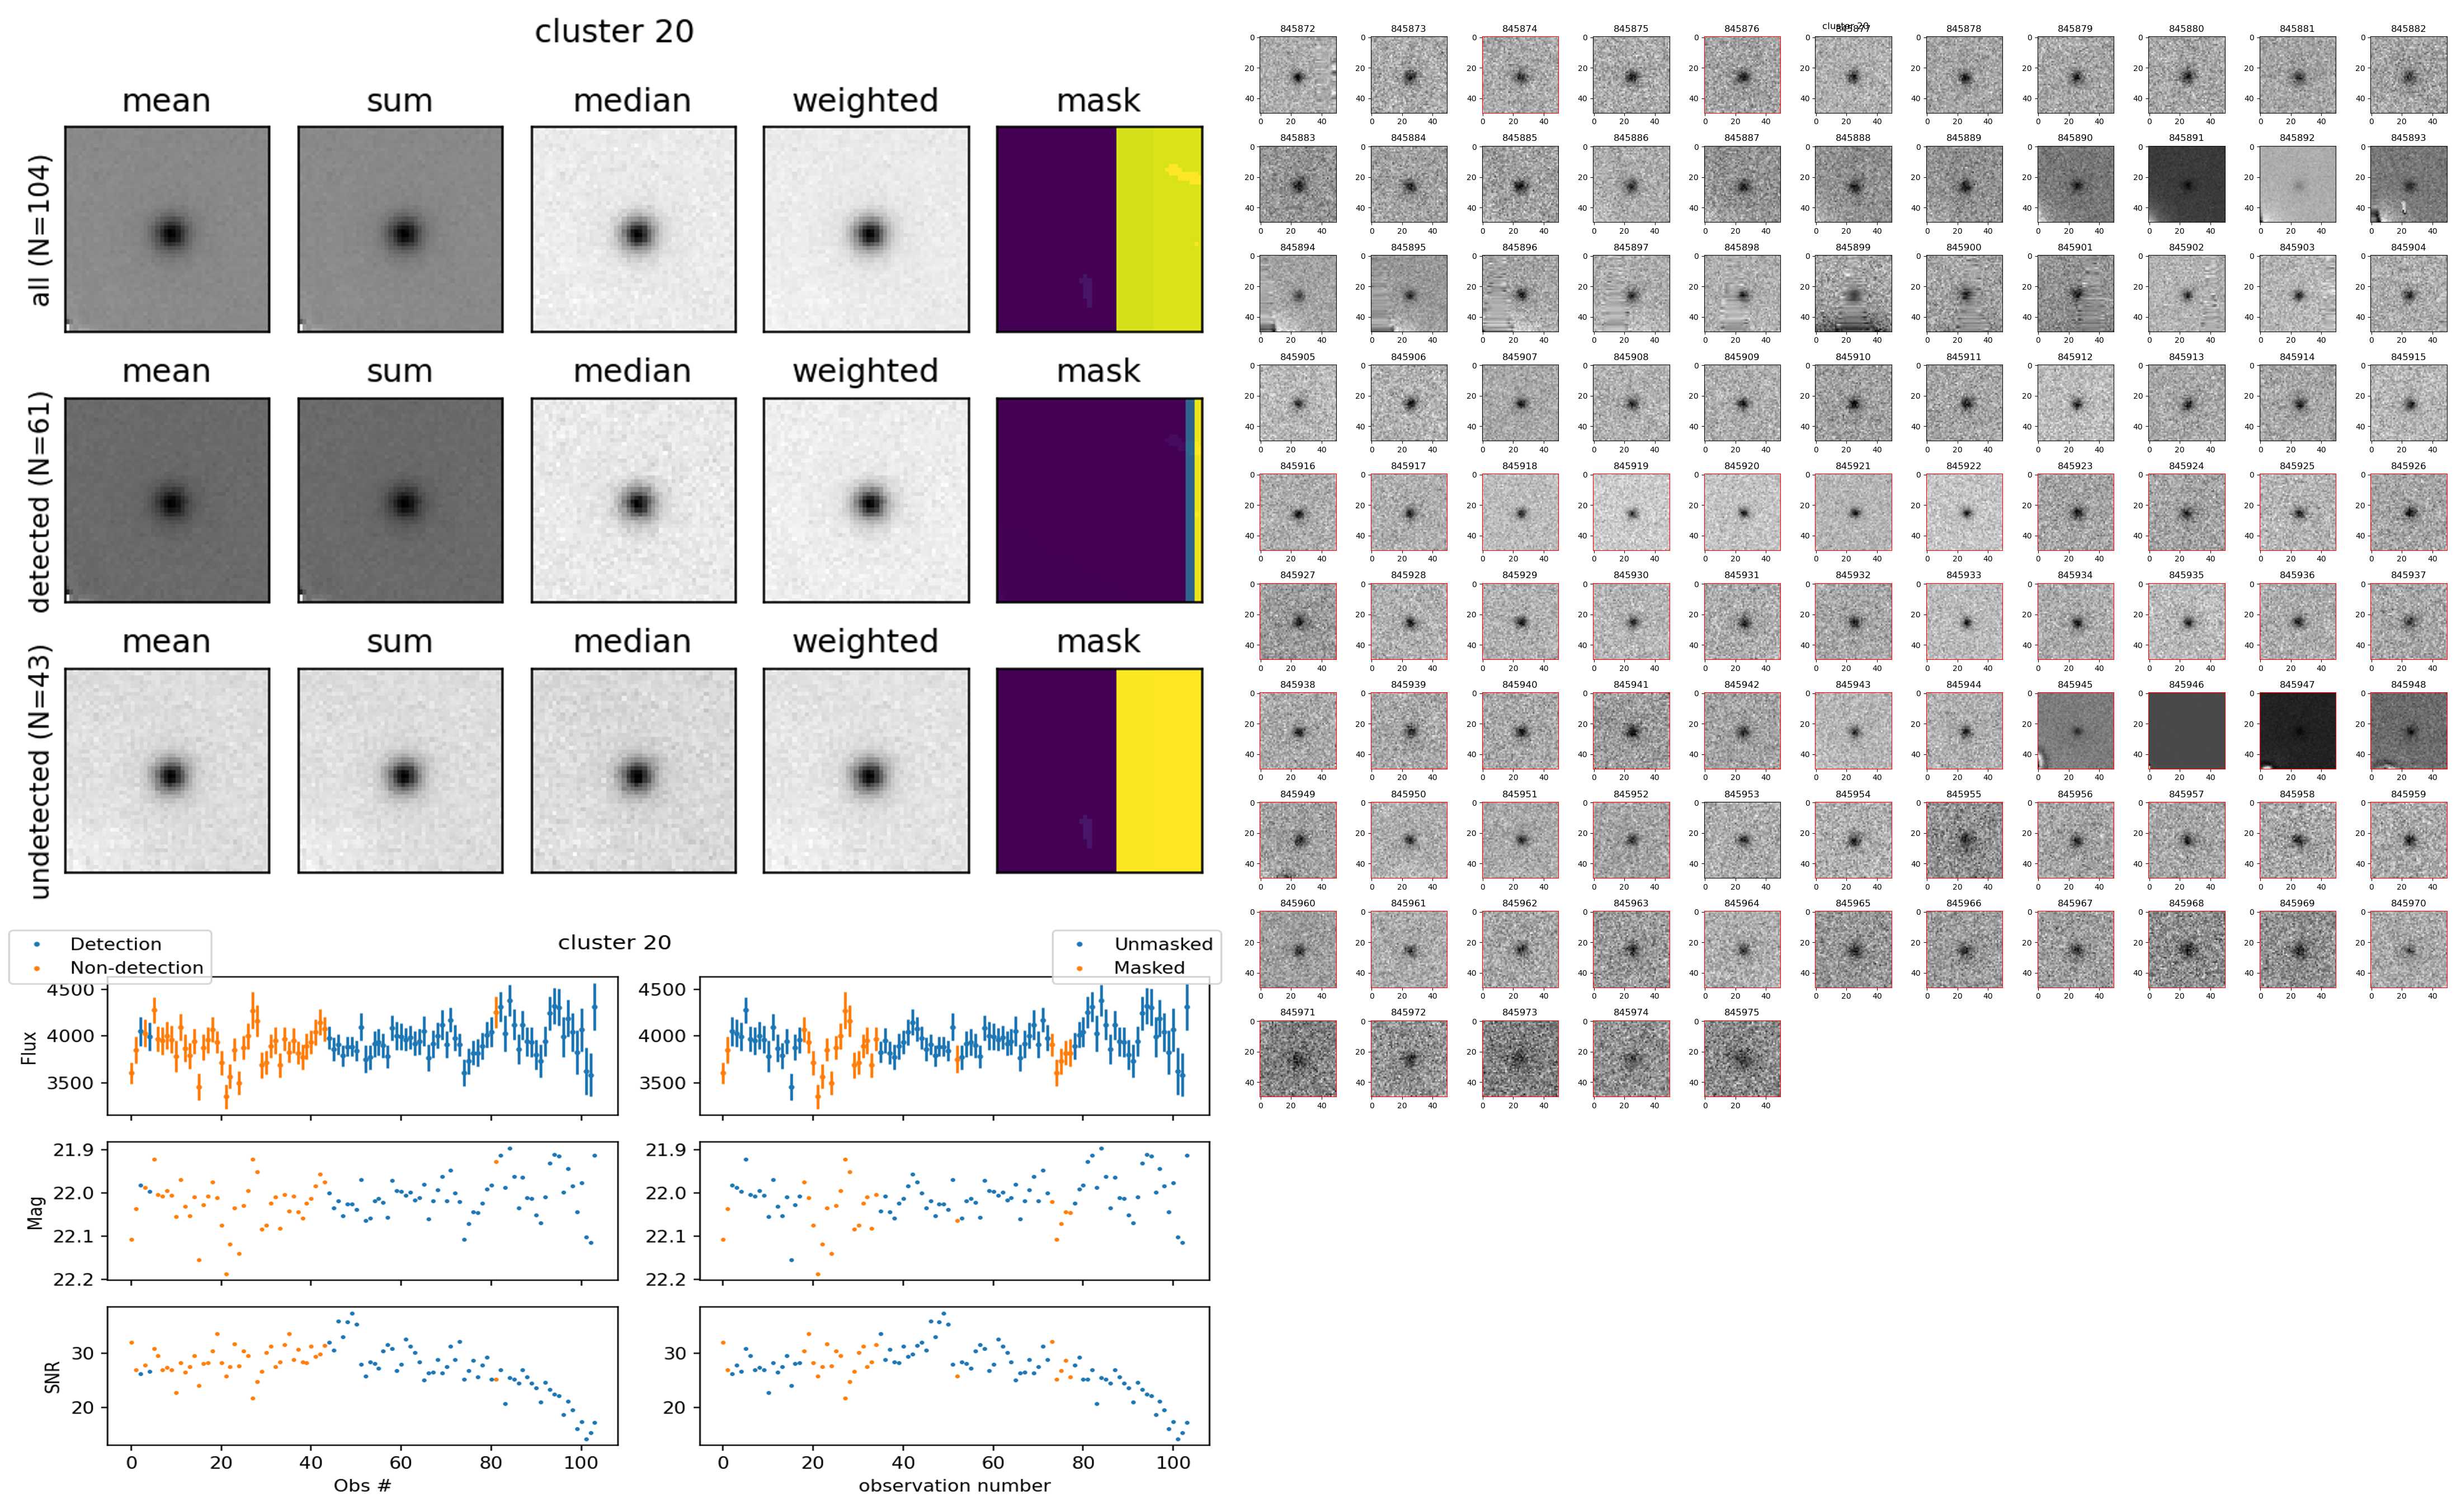 cluster 20
mean sum median weighted mask
all (N=104)
mean sum median weighted mask
detected (N=61)
mean sum median weighted mask
undetected (N=43)
cluster 20
Detection
Non-detection
Unmasked
Masked
Flux
4500
4000
3500
4500
4000
3500
Mag
21.9
22.0
22.1
22.2
21.9
22.0
22.1
22.2
SNR
30
20
30
20
0 20 40 60 80 100
Obs #
0 20 40 60 80 100
observation number
cluster 20
845872 845873 845874 845875 845876 845877 845878 845879 845880 845881 845882
845883 845884 845885 845886 845887 845888 845889 845890 845891 845892 845893
845894 845895 845896 845897 845898 845899 845900 845901 845902 845903 845904
845905 845906 845907 845908 845909 845910 845911 845912 845913 845914 845915
845916 845917 845918 845919 845920 845921 845922 845923 845924 845925 845926
845927 845928 845929 845930 845931 845932 845933 845934 845935 845936 845937
845938 845939 845940 845941 845942 845943 845944 845945 845946 845947 845948
845949 845950 845951 845952 845953 845954 845955 845956 845957 845958 845959
845960 845961 845962 845963 845964 845965 845966 845967 845968 845969 845970
845971 845972 845973 845974 845975